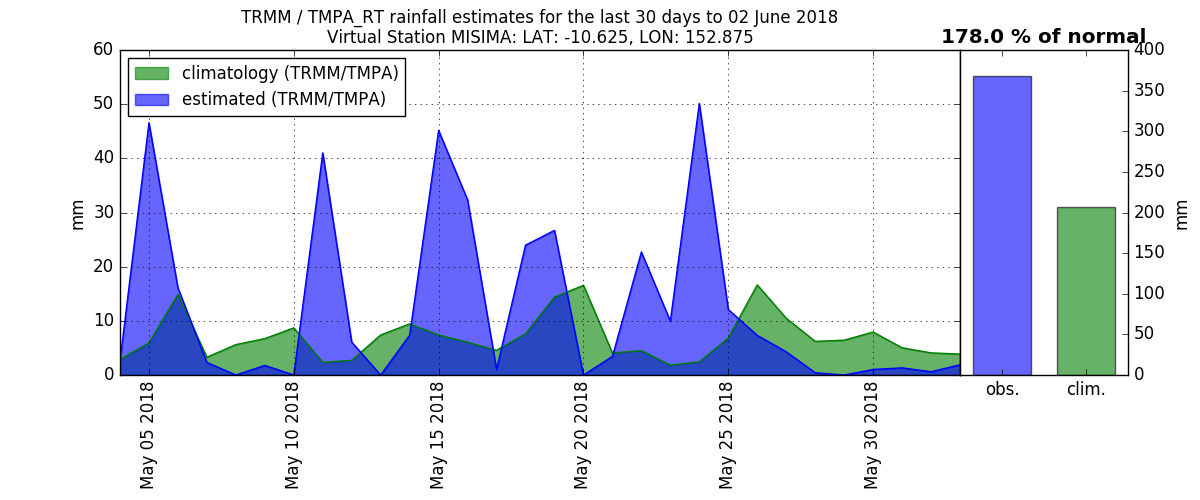 TRMM / TMPA_RT rainfall estimates for the last 30 days to 02 June 2018
Virtual Station MISIMA: LAT: -10.625, LON: 152.875
178.0 % of normal
climatology (TRMM/TMPA)
estimated (TRMM/TMPA)
60
50
40
30
20
10
0
mm
May 05 2018
May 10 2018
May 15 2018
May 20 2018
May 25 2018
May 30 2018
obs.
clim.
400
350
300
250
200
150
100
50
0
mm